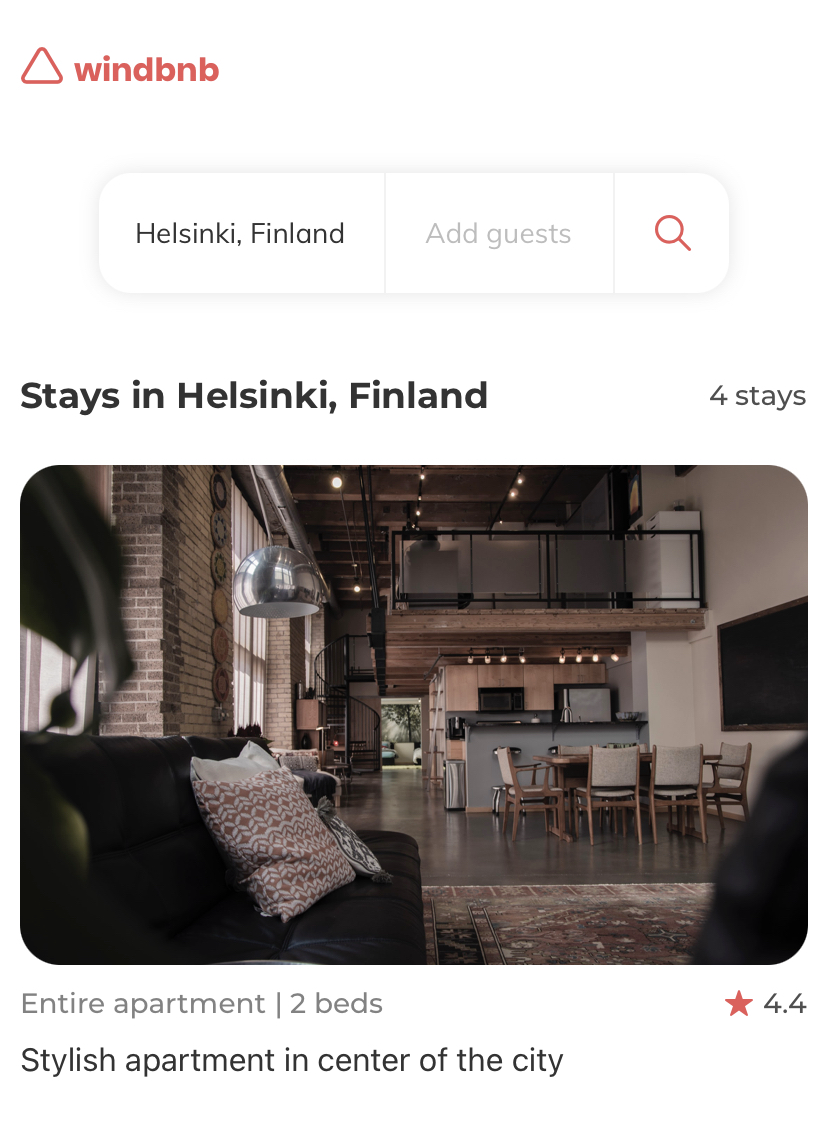 windbnb
Helsinki, Finland
Add guests
Stays in Helsinki, Finland
4 stays
Entire apartment | 2 beds
4.4
Stylish apartment in center of the city